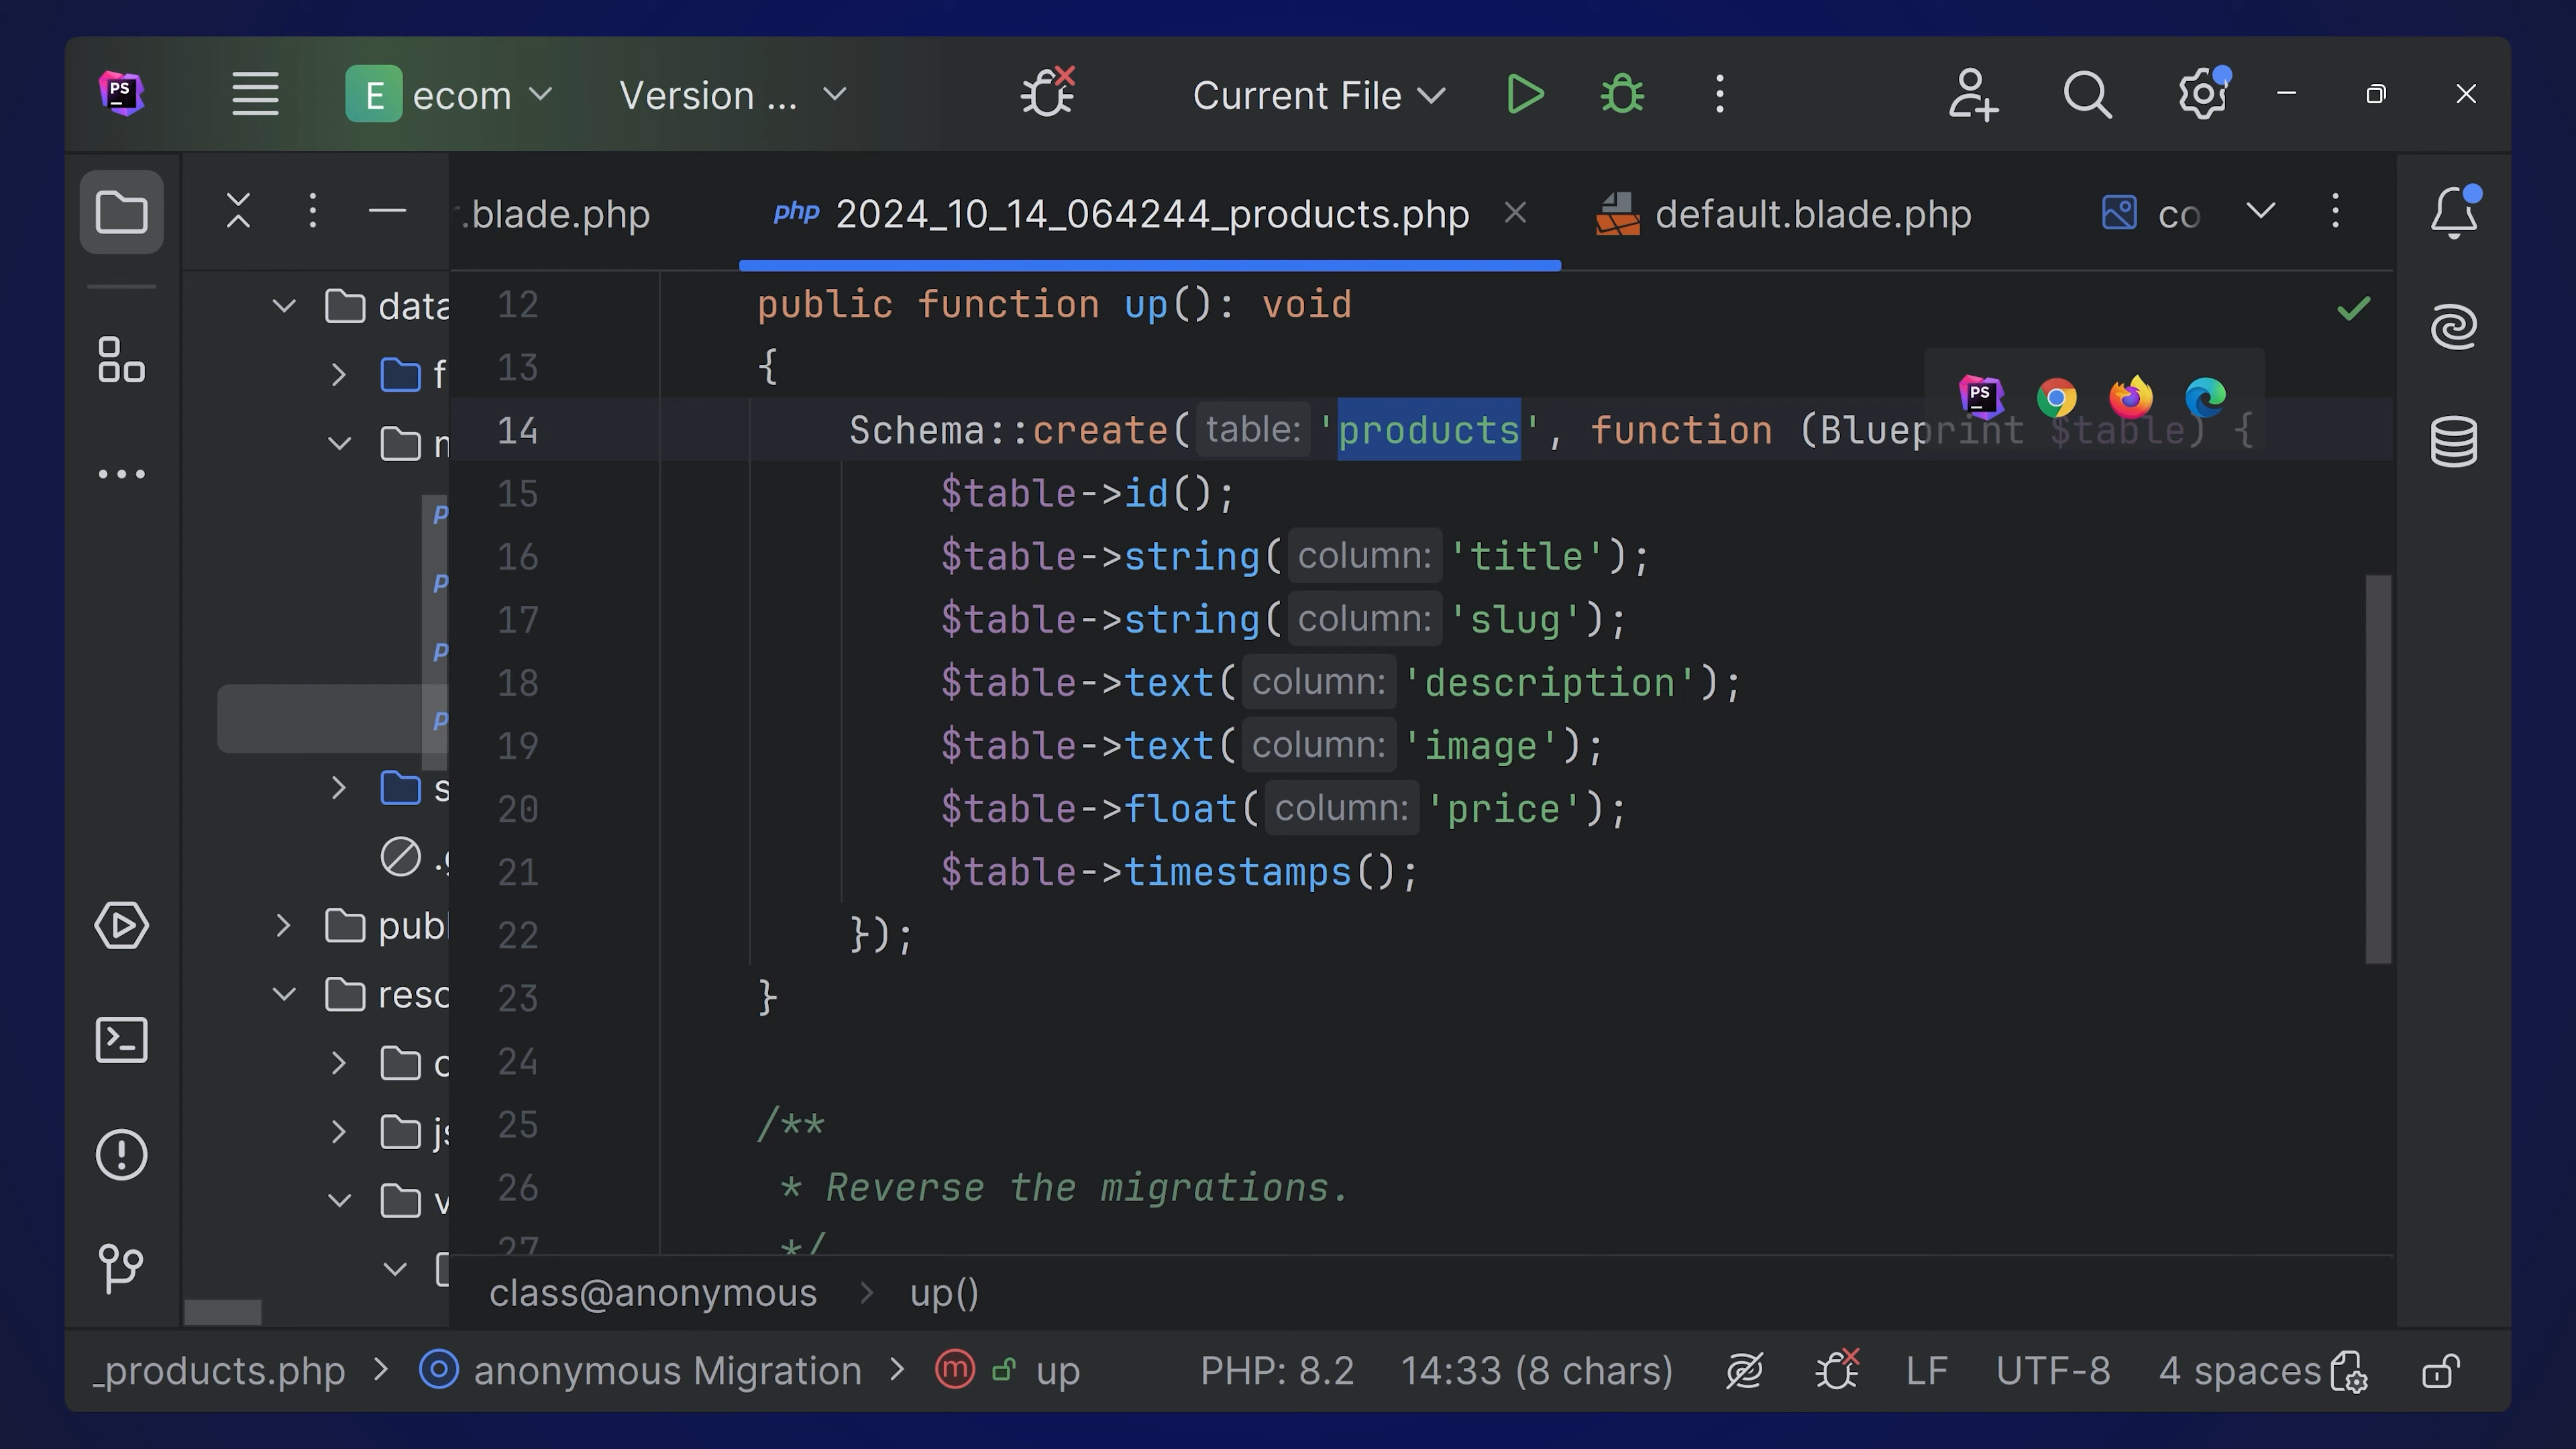 PS
E ecom
Version ...
Current File
.blade.php
php 2024_10_14_064244_products.php
default.blade.php
co
data
f
m
P
P
P
P
s
.g
publ
reso
c
js
v
12 public function up(): void
13 {
14 Schema::create( table: 'products', function (Blueprint $table) {
PS
15 $table->id();
16 $table->string( column: 'title');
17 $table->string( column: 'slug');
18 $table->text( column: 'description');
19 $table->text( column: 'image');
20 $table->float( column: 'price');
21 $table->timestamps();
22 });
23 }
24
25 /**
26 * Reverse the migrations.
27 */
class@anonymous > up()
_products.php > anonymous Migration > m up
PHP: 8.2
14:33 (8 chars)
LF
UTF-8
4 spaces